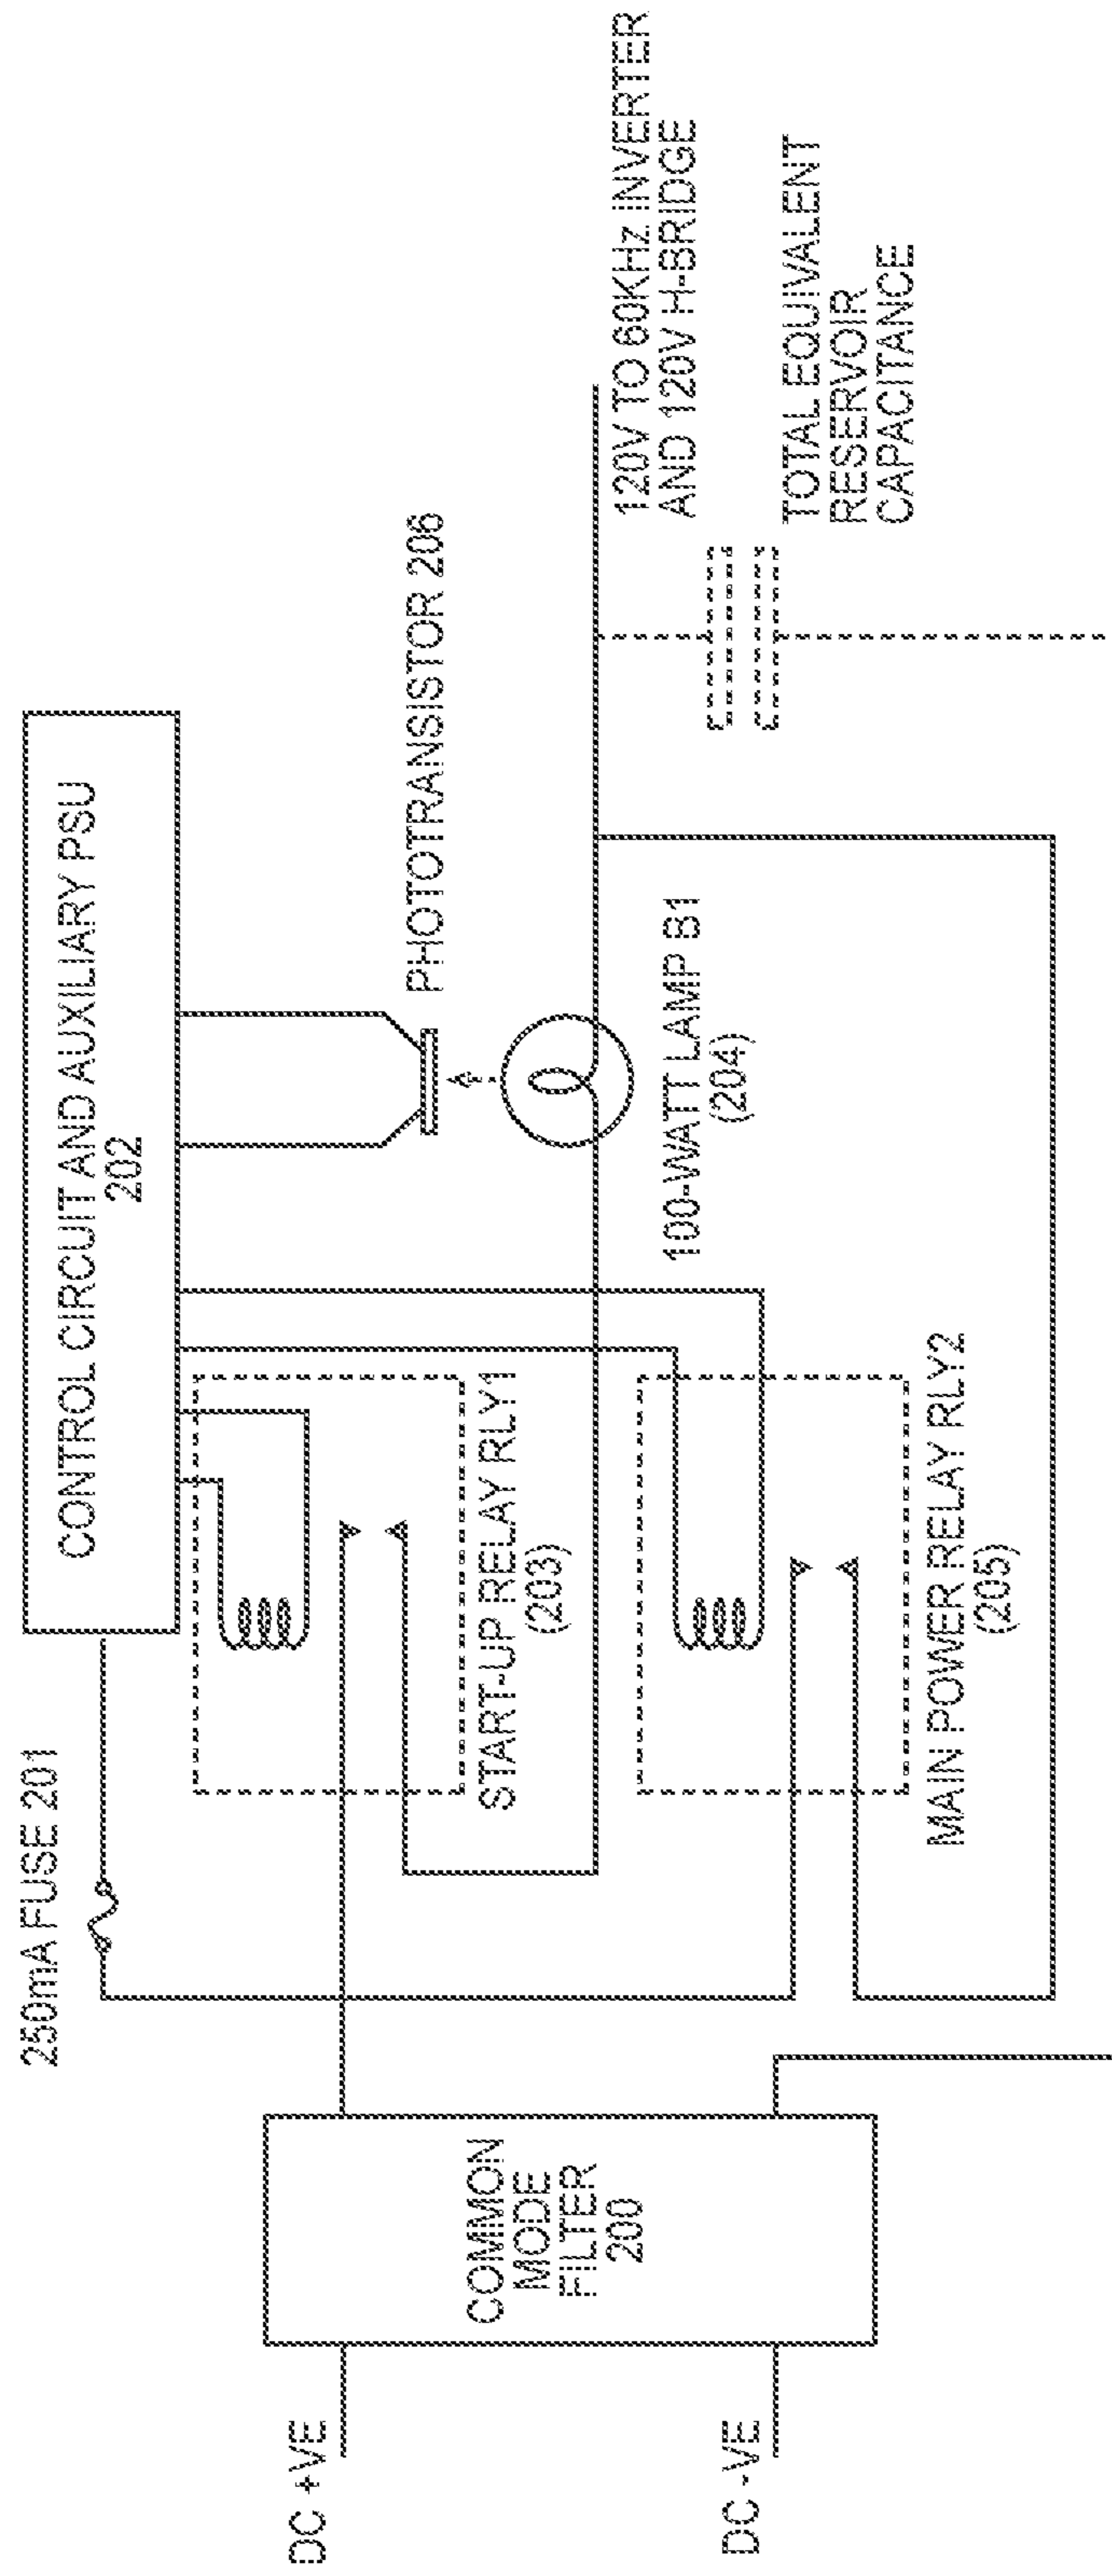 250mA FUSE 201
CONTROL CIRCUIT AND AUXILIARY PSU
202
PHOTOTRANSISTOR 206
DC +VE
COMMON
MODE
FILTER
200
DC -VE
START-UP RELAY RLY1
(203)
100-WATT LAMP B1
(204)
120V TO 60KHz INVERTER
AND 120V H-BRIDGE
TOTAL EQUIVALENT
RESERVOIR
CAPACITANCE
MAIN POWER RELAY RLY2
(205)